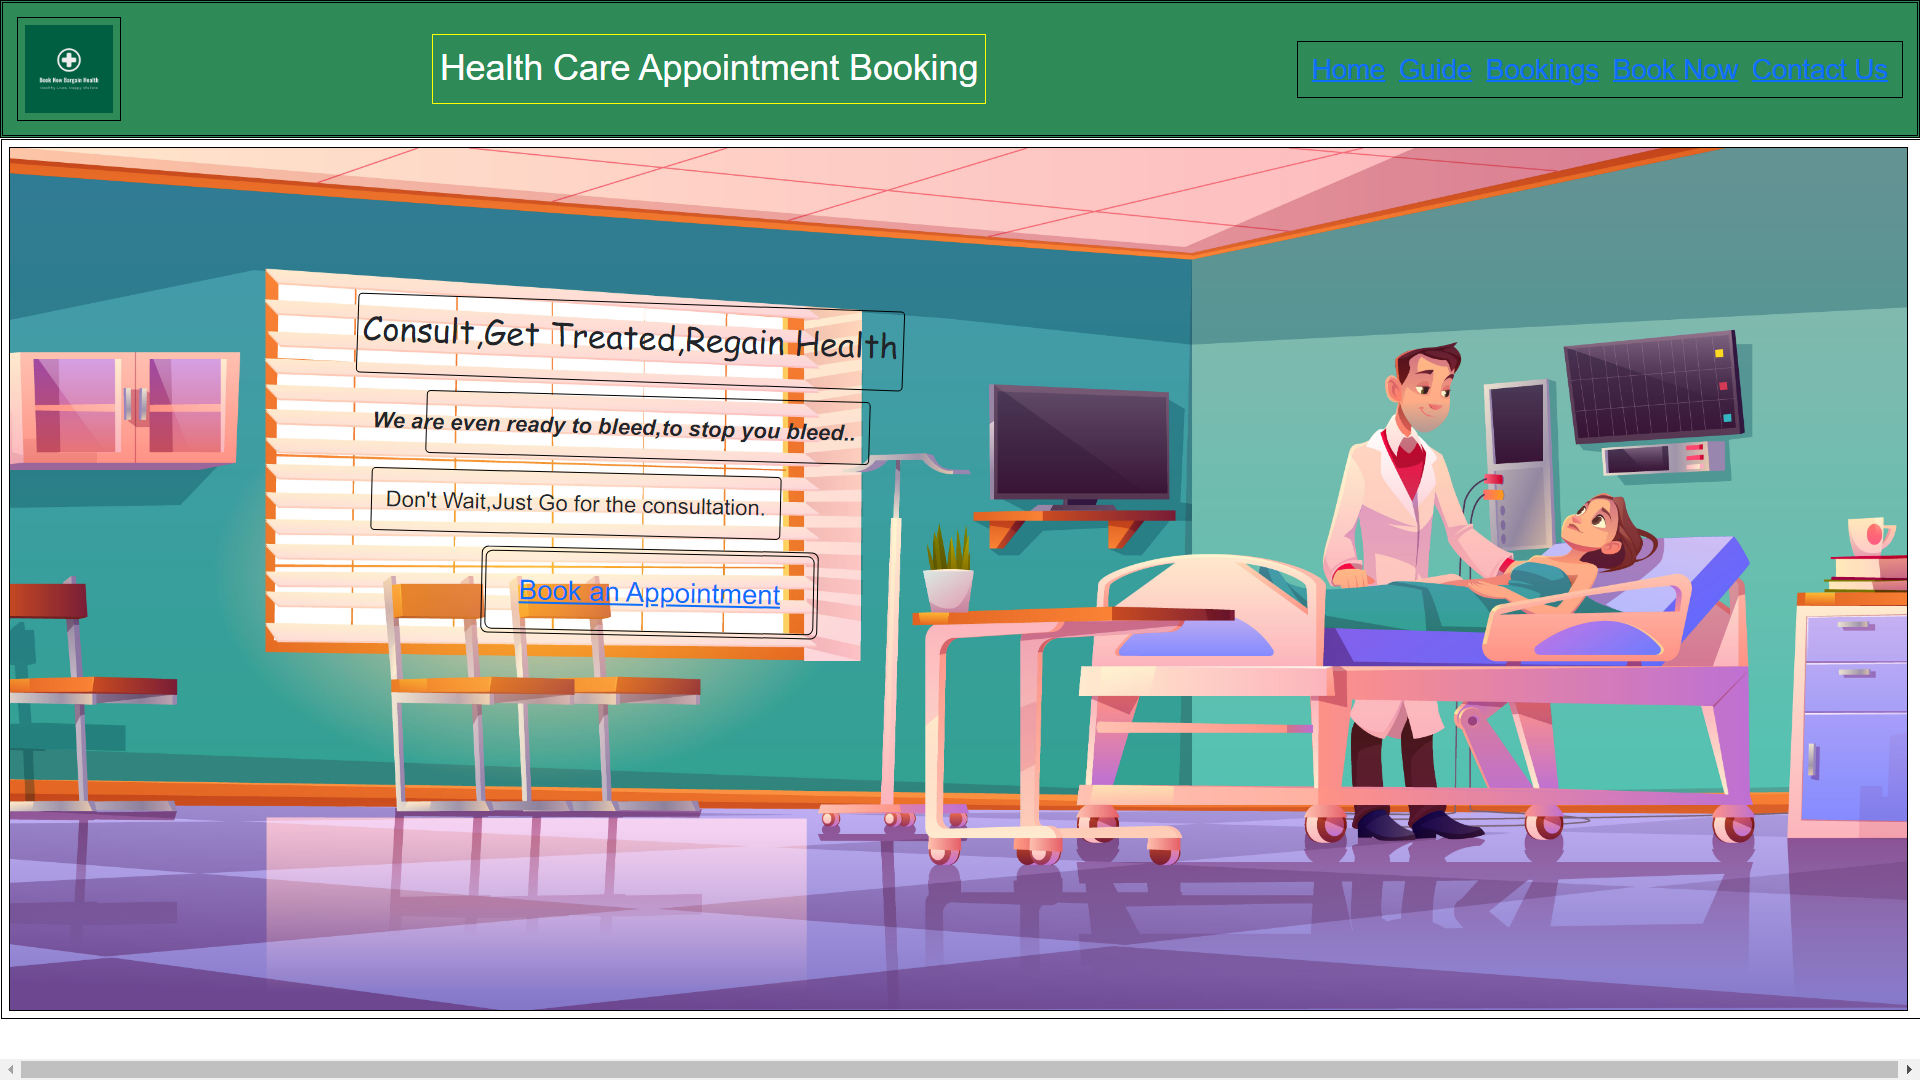 Book Now Bargain Health
Healthy Lives, Happy Wallets
Health Care Appointment Booking
Home Guide Bookings Book Now Contact Us
Consult,Get Treated,Regain Health
We are even ready to bleed,to stop you bleed..
Don't Wait,Just Go for the consultation.
Book an Appointment